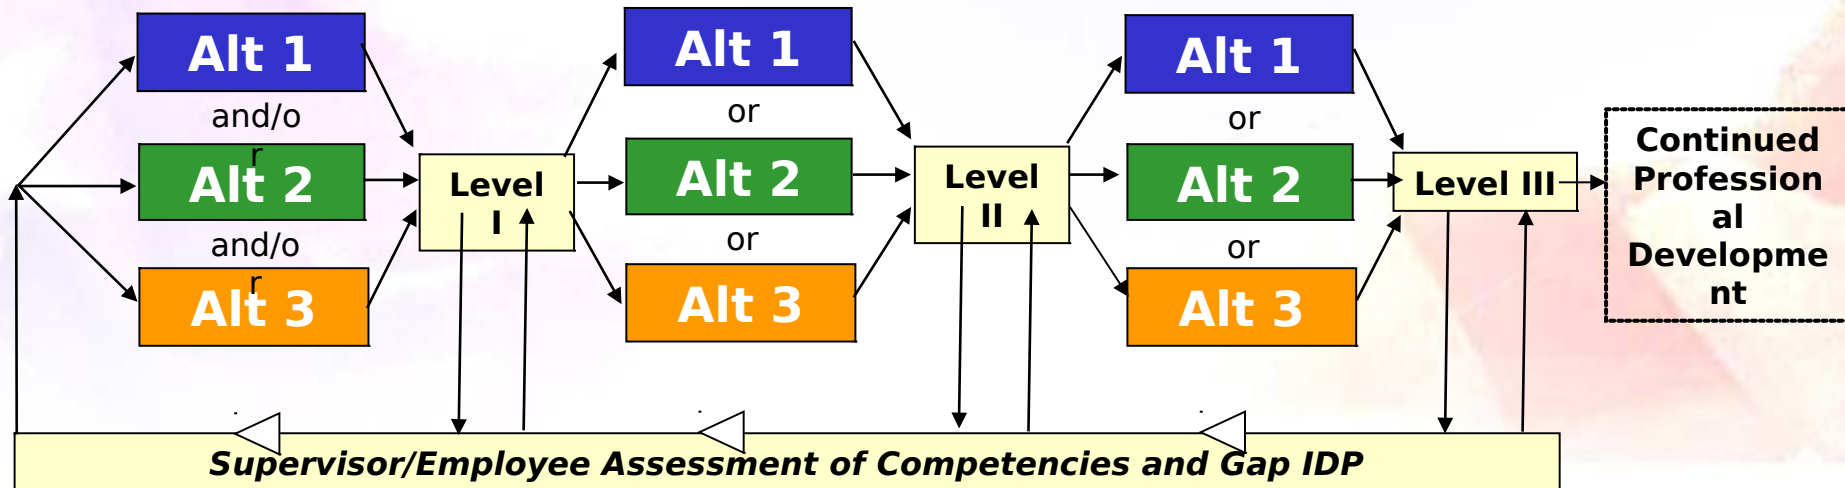 Alt 1
and/o
r
Alt 2
and/o
r
Alt 3
Level
I
Alt 1
or
Alt 2
or
Alt 3
Level
II
Alt 1
or
Alt 2
or
Alt 3
Level III
Continued
Profession
al
Developme
nt
Supervisor/Employee Assessment of Competencies and Gap IDP